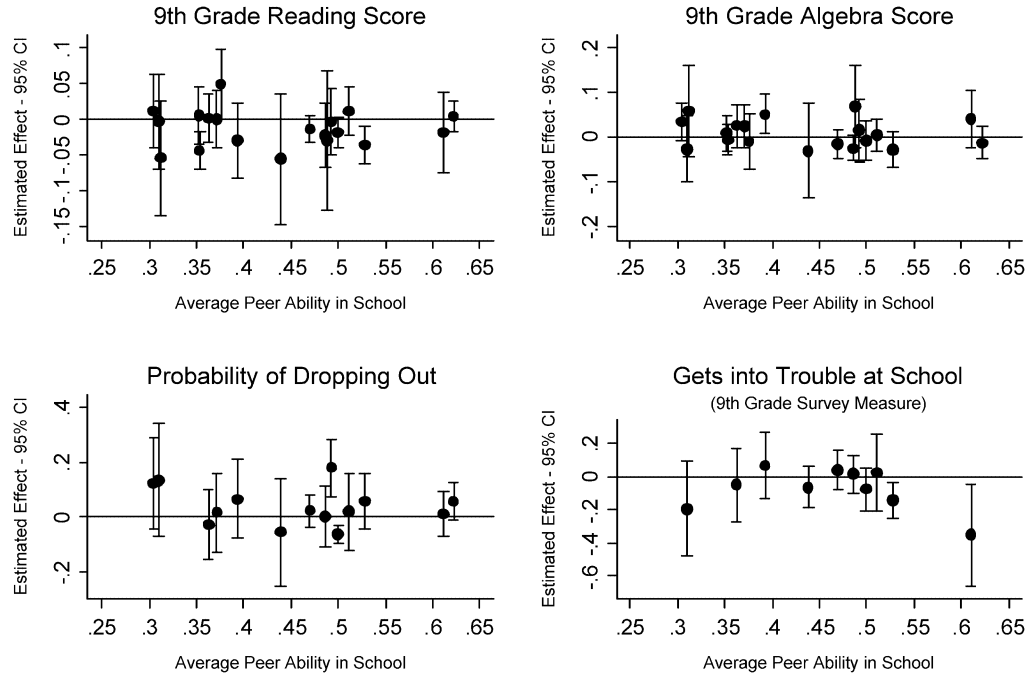 9th Grade Reading Score
Estimated Effect - 95% CI
.1
.05
0
-.05
-.1
-.15
.25 .3 .35 .4 .45 .5 .55 .6 .65
Average Peer Ability in School
9th Grade Algebra Score
Estimated Effect - 95% CI
.2
.1
0
-.1
-.2
.25 .3 .35 .4 .45 .5 .55 .6 .65
Average Peer Ability in School
Probability of Dropping Out
Estimated Effect - 95% CI
.4
.2
0
-.2
.25 .3 .35 .4 .45 .5 .55 .6 .65
Average Peer Ability in School
Gets into Trouble at School
(9th Grade Survey Measure)
Estimated Effect - 95% CI
.2
0
-.2
-.4
-.6
.25 .3 .35 .4 .45 .5 .55 .6 .65
Average Peer Ability in School